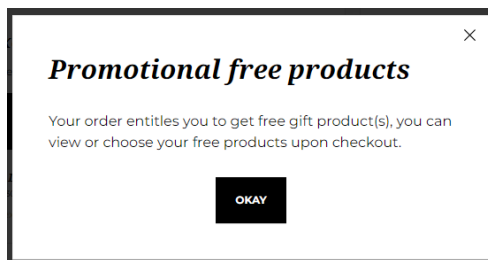 Promotional free products
Your order entitles you to get free gift product(s), you can
view or choose your free products upon checkout.
OKAY